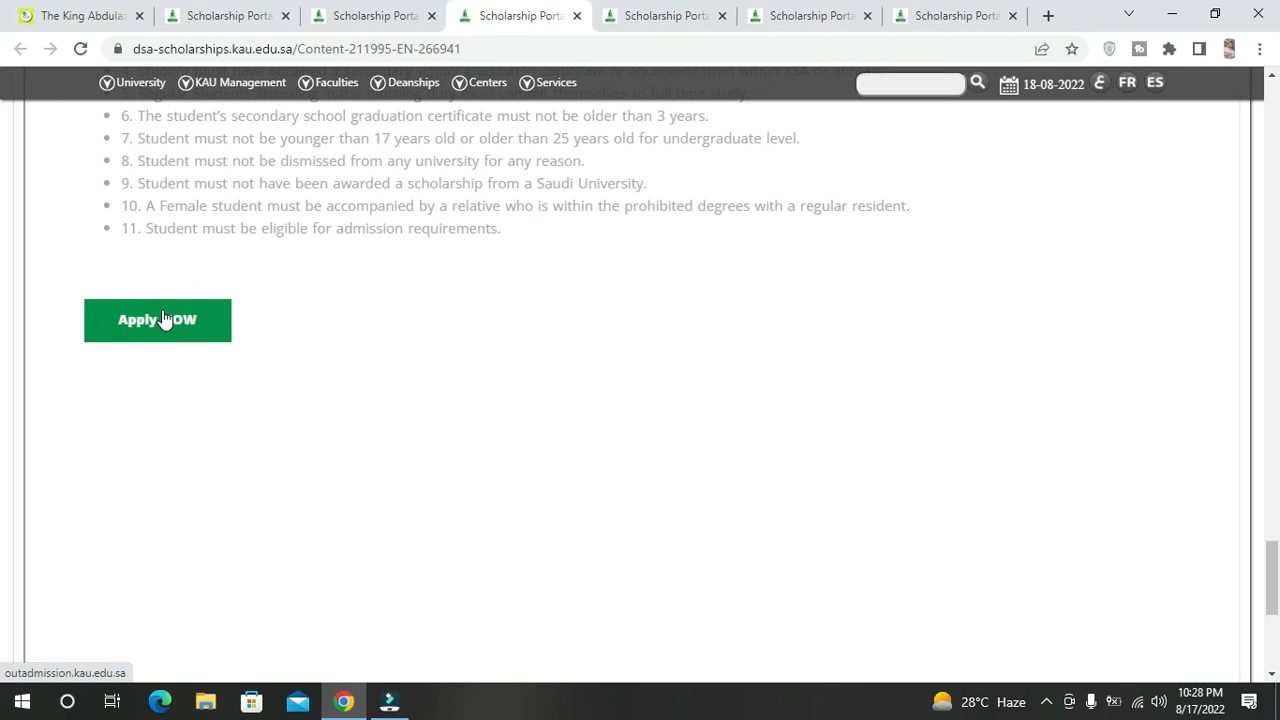 The King Abdulaz
Scholarship Porta
Scholarship Porta
Scholarship Porta
Scholarship Porta
Scholarship Porta
Scholarship Porta
dsa-scholarships.kau.edu.sa/Content-211995-EN-266941
University
KAU Management
Faculties
Deanships
Centers
Services
18-08-2022
ع
FR
ES
6. The student's secondary school graduation certificate must not be older than 3 years.
7. Student must not be younger than 17 years old or older than 25 years old for undergraduate level.
8. Student must not be dismissed from any university for any reason.
9. Student must not have been awarded a scholarship from a Saudi University.
10. A Female student must be accompanied by a relative who is within the prohibited degrees with a regular resident.
11. Student must be eligible for admission requirements.
Apply NOW
outadmission.kau.edu.sa
28°C Haze
10:28 PM
8/17/2022